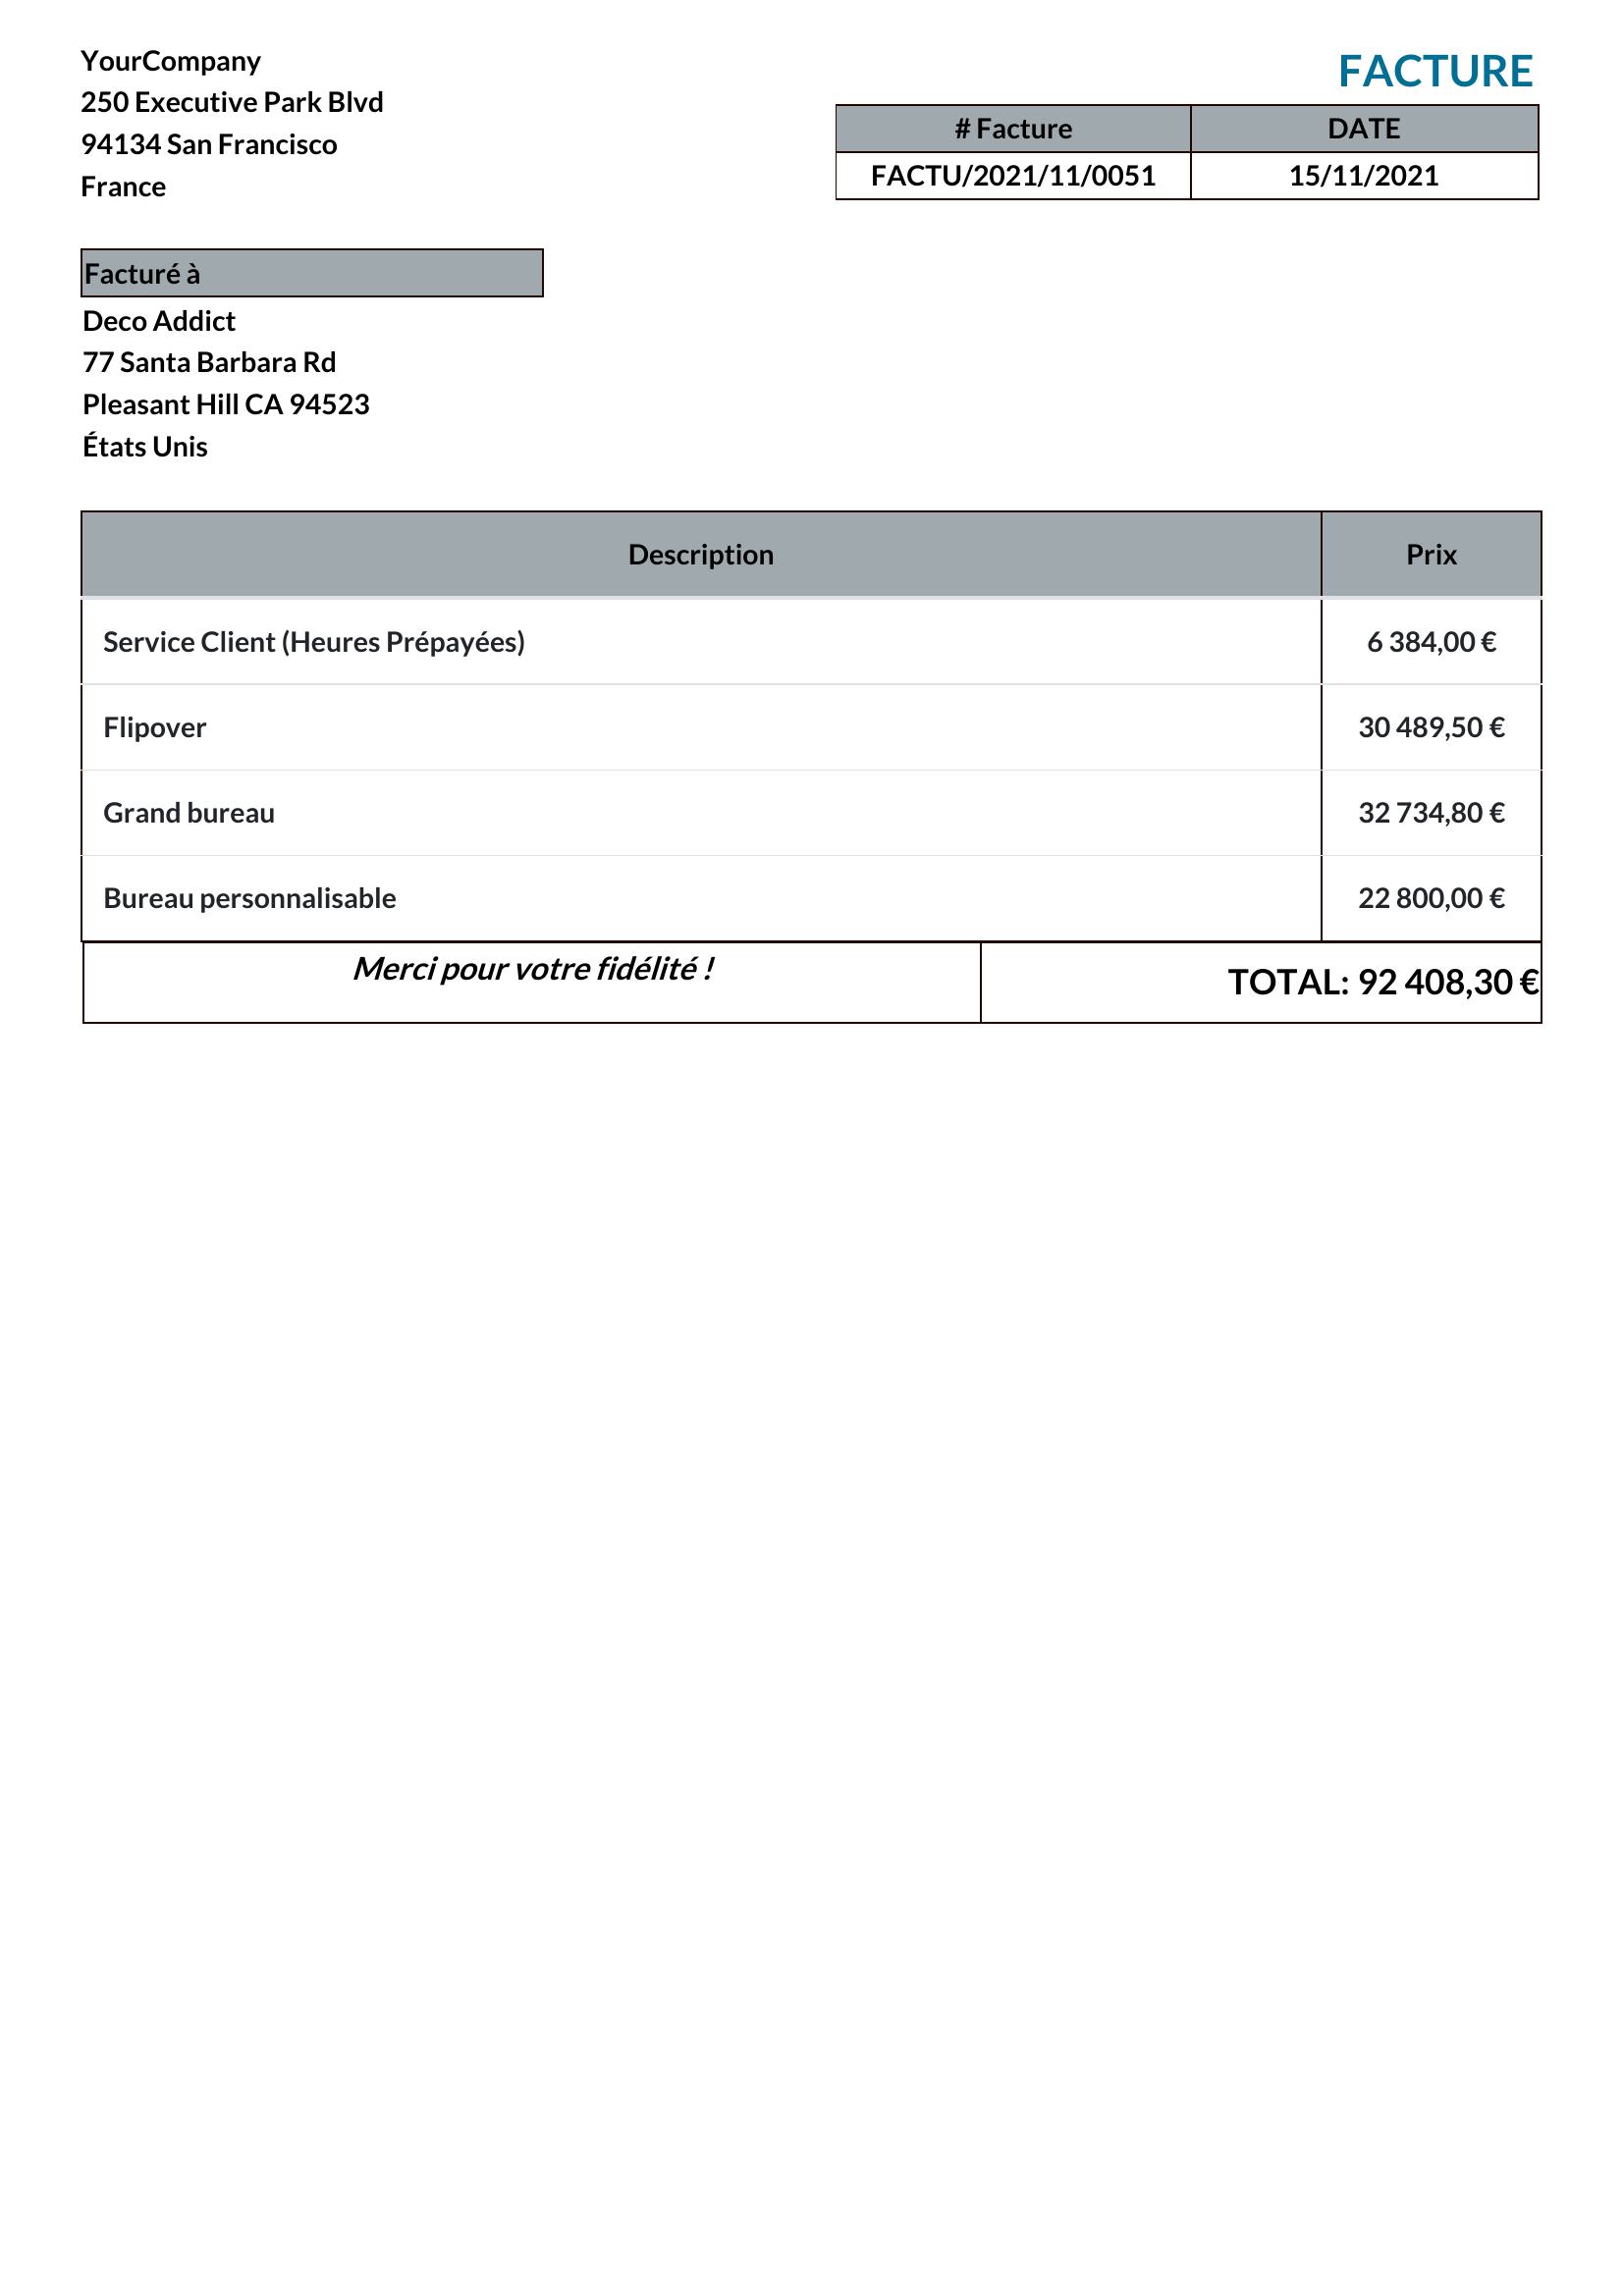 YourCompany
250 Executive Park Blvd
94134 San Francisco
France
FACTURE
# Facture DATE
FACTU/2021/11/0051 15/11/2021
Facturé à
Deco Addict
77 Santa Barbara Rd
Pleasant Hill CA 94523
États Unis
Description Prix
Service Client (Heures Prépayées) 6 384,00 €
Flipover 30 489,50 €
Grand bureau 32 734,80 €
Bureau personnalisable 22 800,00 €
Merci pour votre fidélité !
TOTAL: 92 408,30 €